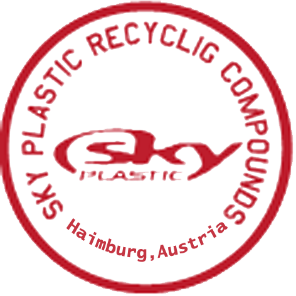 SKY PLASTIC RECYCLIG COMPOUNDS
sky
PLASTIC
Haimburg,Austria